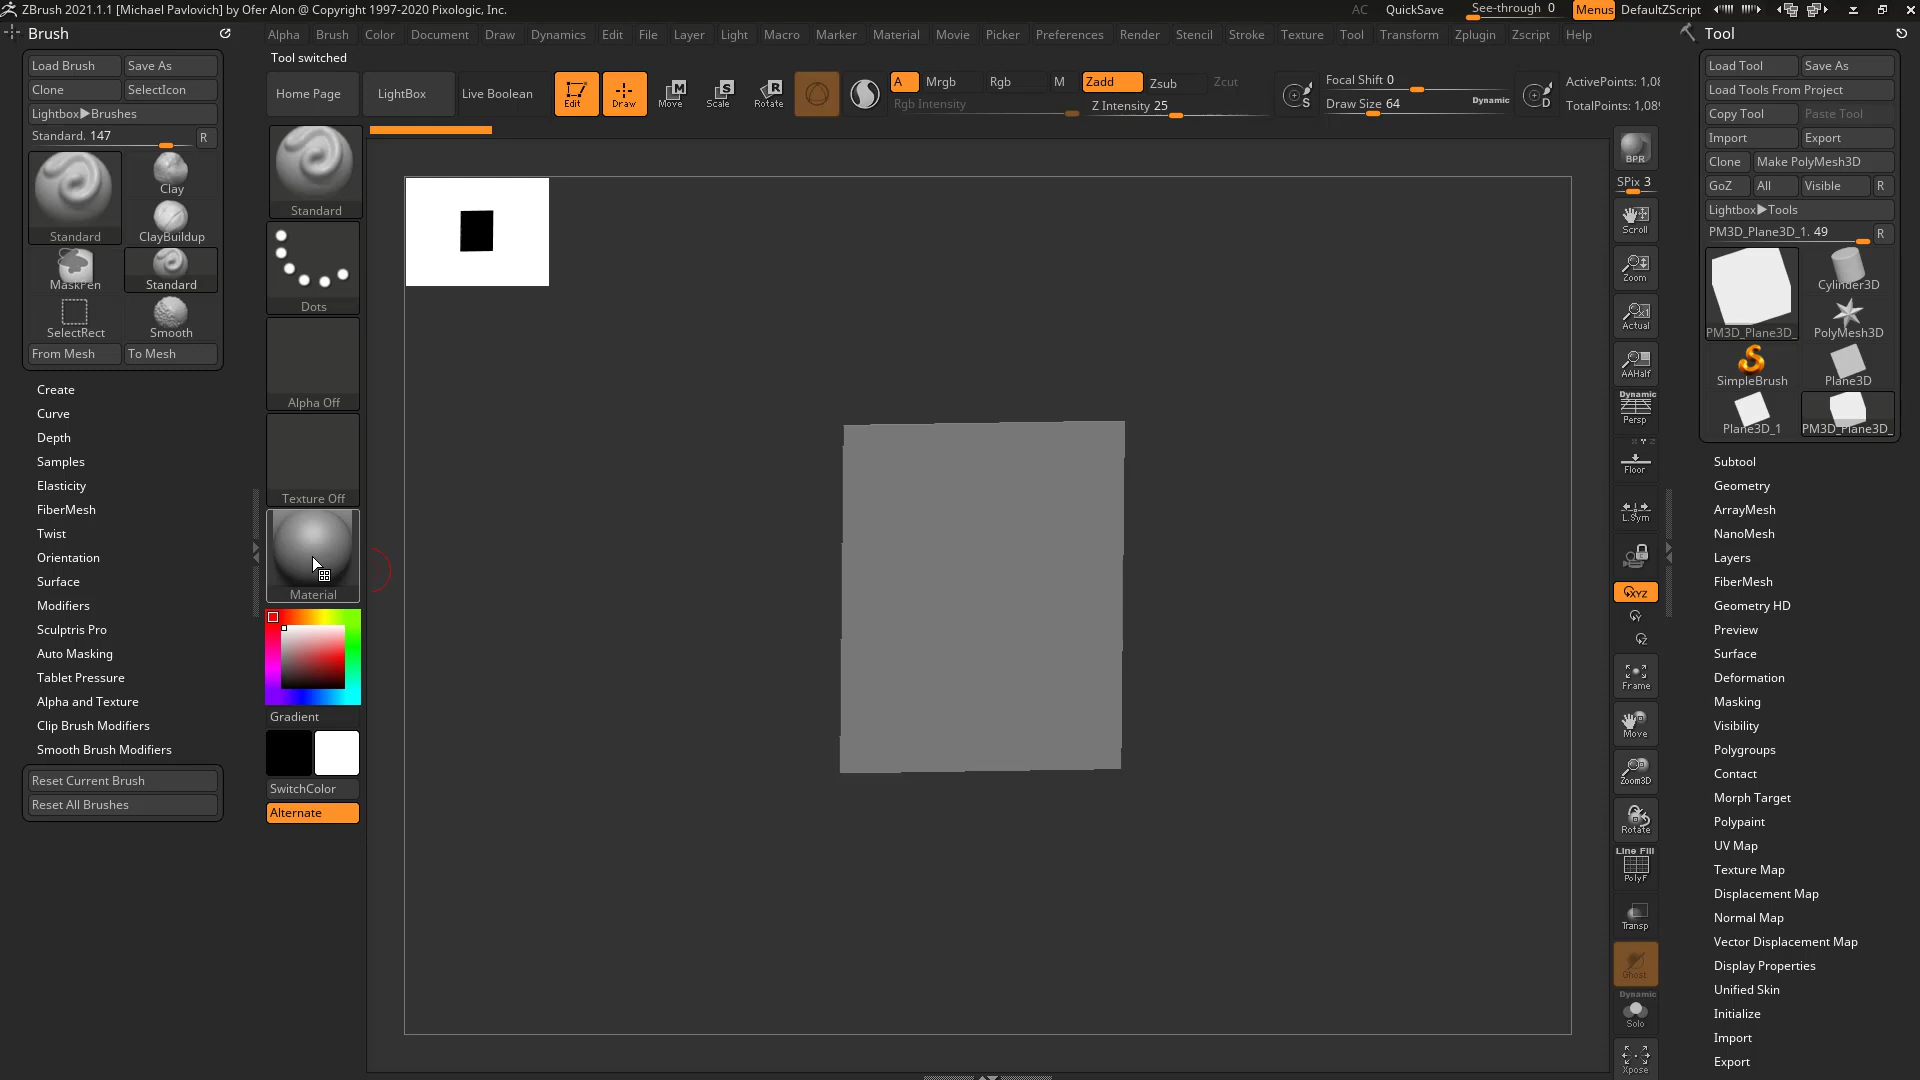 ZBrush 2021.1.1 [Michael Pavlovich] by Ofer Alon @ Copyright 1997-2020 Pixologic, Inc.
AC QuickSave See-through 0 Menus DefaultZScript
Brush
Alpha Brush Color Document Draw Dynamics Edit File Layer Light Macro Marker Material Movie Picker Preferences Render Stencil Stroke Texture Tool Transform Zplugin Zscript Help
Tool
Tool switched
Load Brush Save As
Clone SelectIcon
Lightbox▶Brushes
Standard. 147 R
Standard
Clay
ClayBuildup
MaskPen
Standard
SelectRect
Smooth
From Mesh To Mesh
Create
Curve
Depth
Samples
Elasticity
FiberMesh
Twist
Orientation
Surface
Modifiers
Sculptris Pro
Auto Masking
Tablet Pressure
Alpha and Texture
Clip Brush Modifiers
Smooth Brush Modifiers
Reset Current Brush
Reset All Brushes
Home Page LightBox Live Boolean Edit Draw Move Scale Rotate
A Mrgb Rgb M Zadd Zsub Zcut
Rgb Intensity Z Intensity 25
Focal Shift 0
Draw Size 64 Dynamic
ActivePoints: 1,08
TotalPoints: 1,08
Standard
Dots
Alpha Off
Texture Off
Material
Gradient
SwitchColor
Alternate
BPR
SPix 3
Scroll
Zoom
Actual
AAHalf
Dynamic
Persp
Floor
L.Sym
XYZ
Y
Z
Frame
Move
Zoom3D
Rotate
Line Fill
PolyF
Transp
Ghost
Dynamic
Solo
Xpose
Load Tool Save As
Load Tools From Project
Copy Tool Paste Tool
Import Export
Clone Make PolyMesh3D
GoZ All Visible R
Lightbox▶Tools
PM3D_Plane3D_1. 49 R
PM3D_Plane3D_
Cylinder3D
PolyMesh3D
SimpleBrush
Plane3D
Plane3D_1
PM3D_Plane3D_
Subtool
Geometry
ArrayMesh
NanoMesh
Layers
FiberMesh
Geometry HD
Preview
Surface
Deformation
Masking
Visibility
Polygroups
Contact
Morph Target
Polypaint
UV Map
Texture Map
Displacement Map
Normal Map
Vector Displacement Map
Display Properties
Unified Skin
Initialize
Import
Export